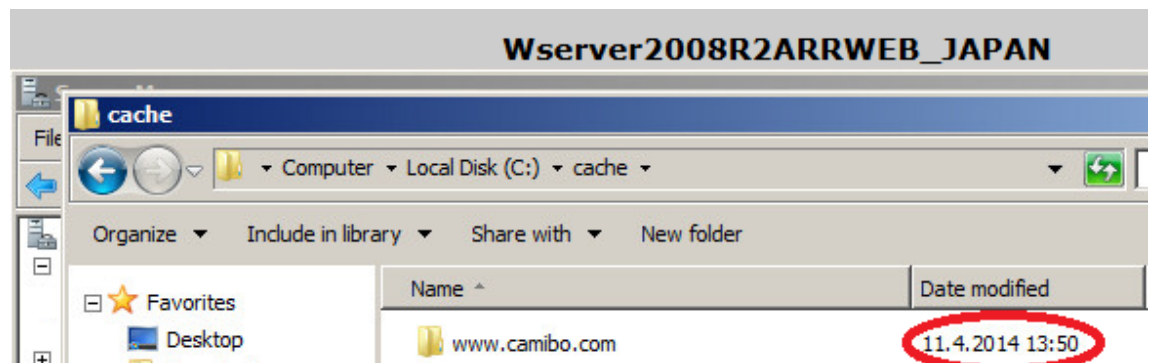 Wserver2008R2ARRWEB_JAPAN
cache
File
Computer Local Disk (C:) cache
Organize Include in library Share with New folder
Name Date modified
Favorites
Desktop
www.camibo.com 11.4.2014 13:50